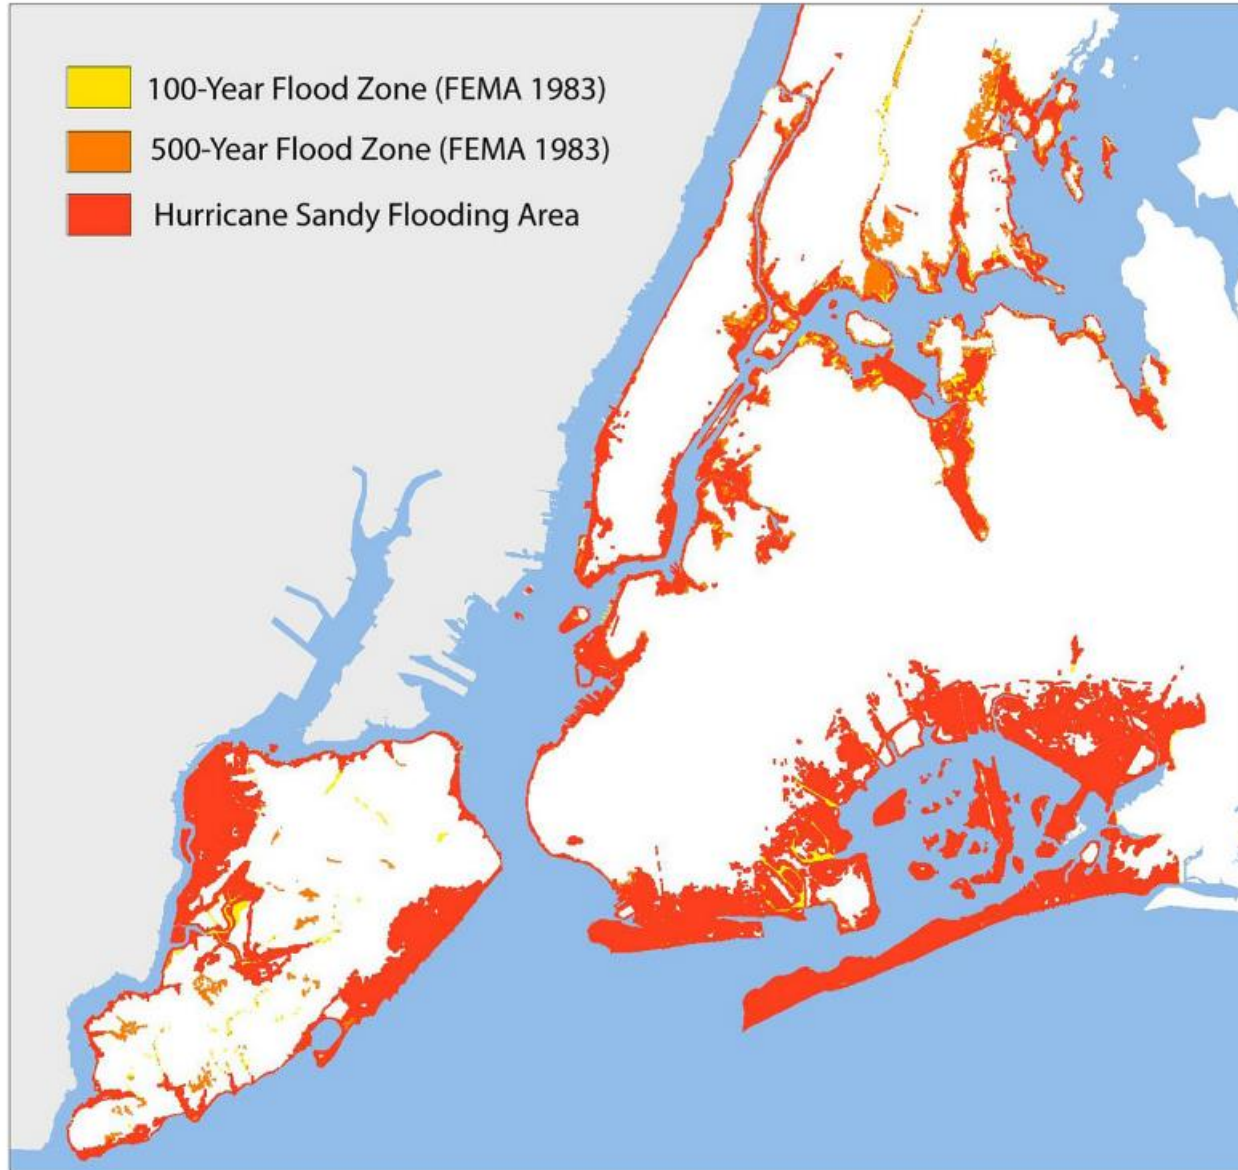 100-Year Flood Zone (FEMA 1983)
500-Year Flood Zone (FEMA 1983)
Hurricane Sandy Flooding Area